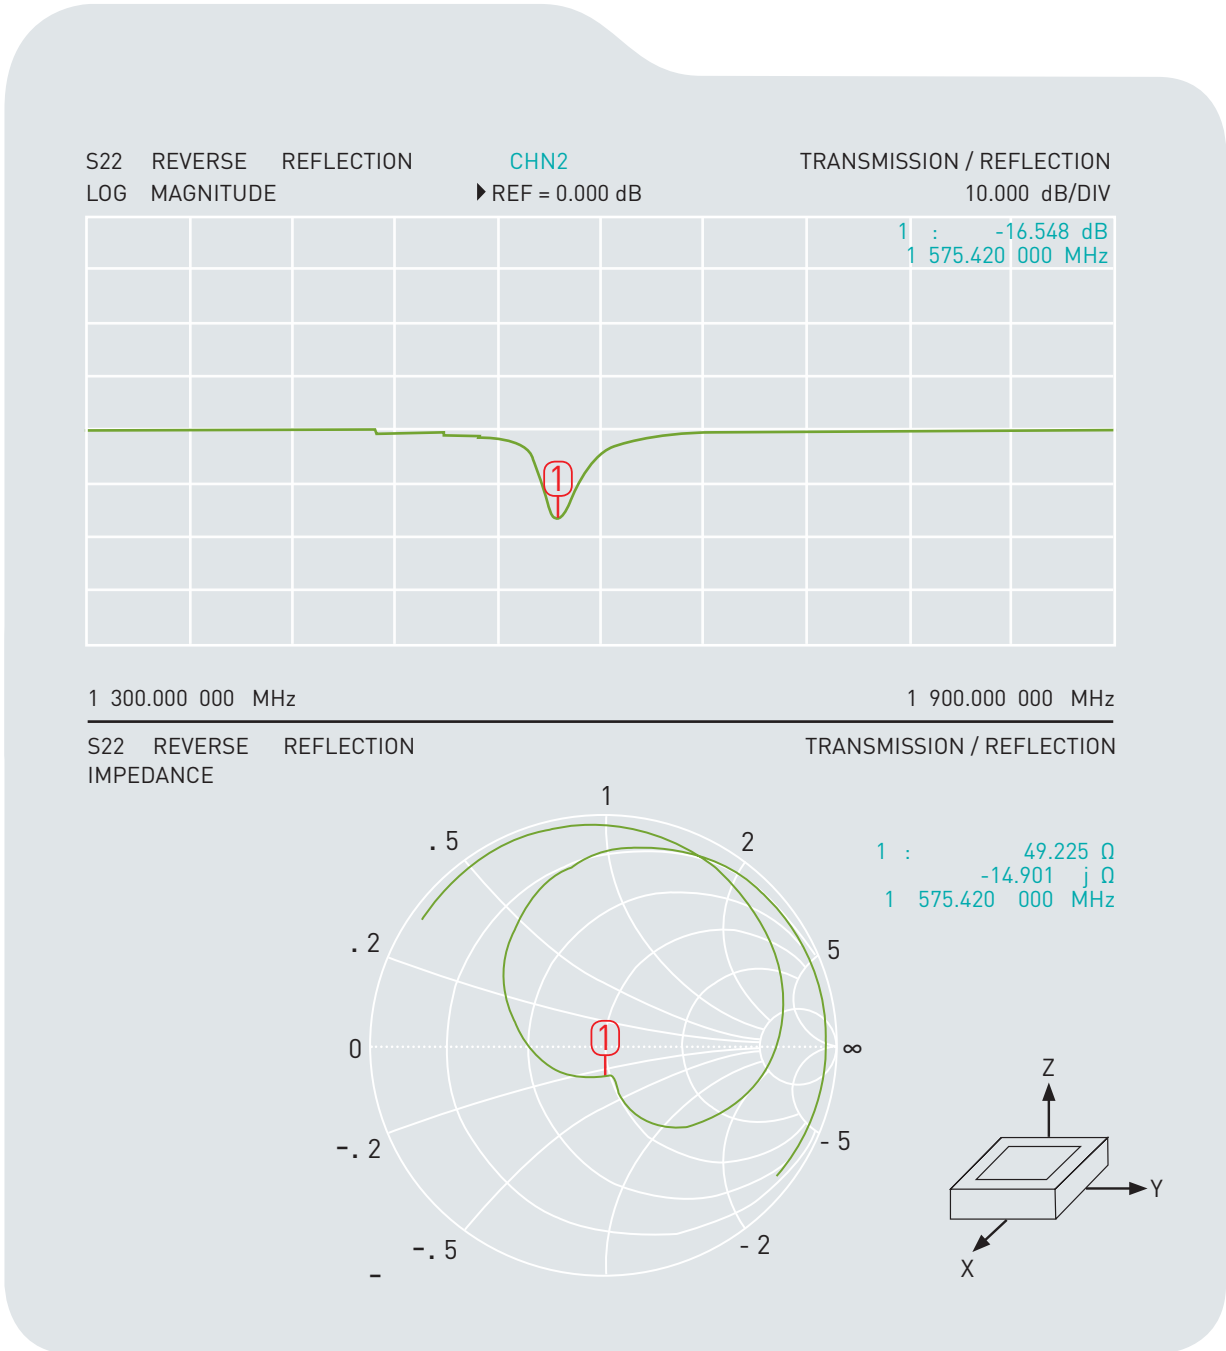 S22 REVERSE REFLECTION CHN2 TRANSMISSION / REFLECTION
LOG MAGNITUDE REF = 0.000 dB 10.000 dB/DIV
1 : -16.548 dB
1 575.420 000 MHz
1
1 300.000 000 MHz 1 900.000 000 MHz
S22 REVERSE REFLECTION TRANSMISSION / REFLECTION
IMPEDANCE
1
. 5 2
1 : 49.225 Ω
-14.901 j Ω
1 575.420 000 MHz
. 2 5
1
0 ∞
Z
-. 2 - 5
Y
-. 5 - 2
X
-